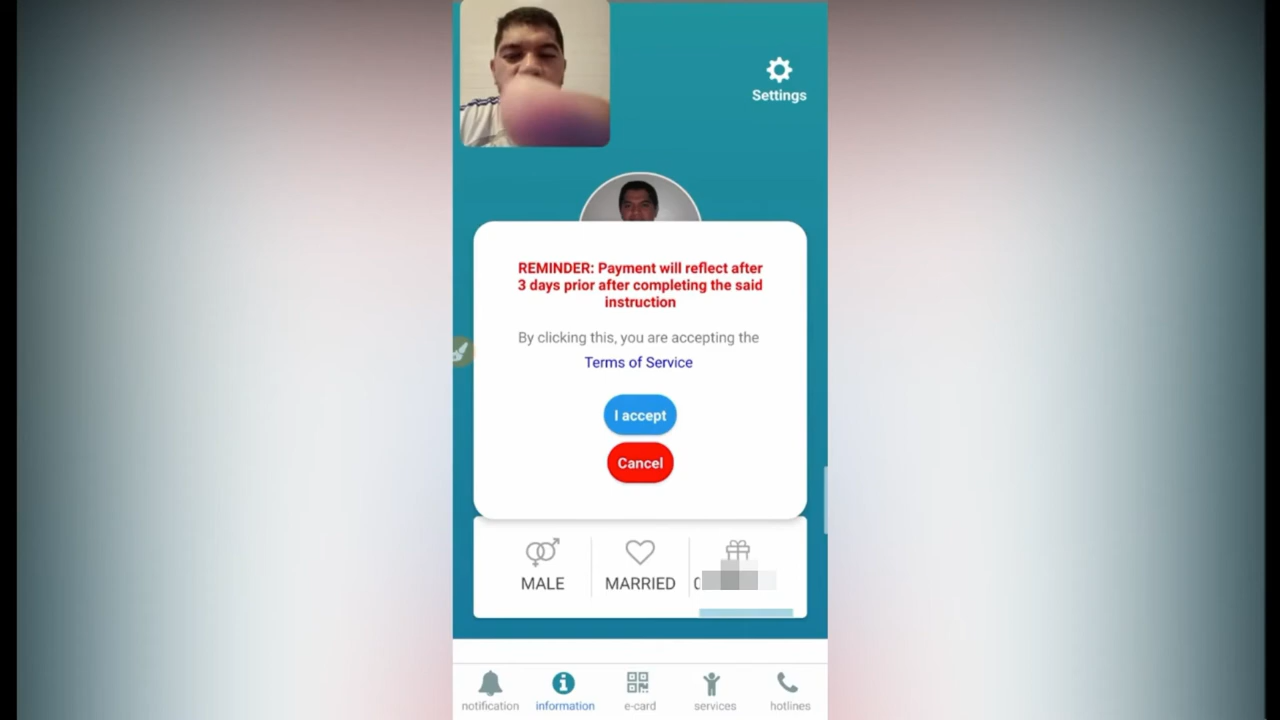 Settings
REMINDER: Payment will reflect after
3 days prior after completing the said
instruction
By clicking this, you are accepting the
Terms of Service
I accept
Cancel
MALE
MARRIED
notification
information
e-card
services
hotlines